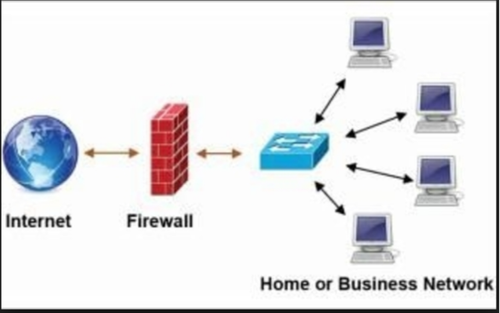 Internet
Firewall
Home or Business Network